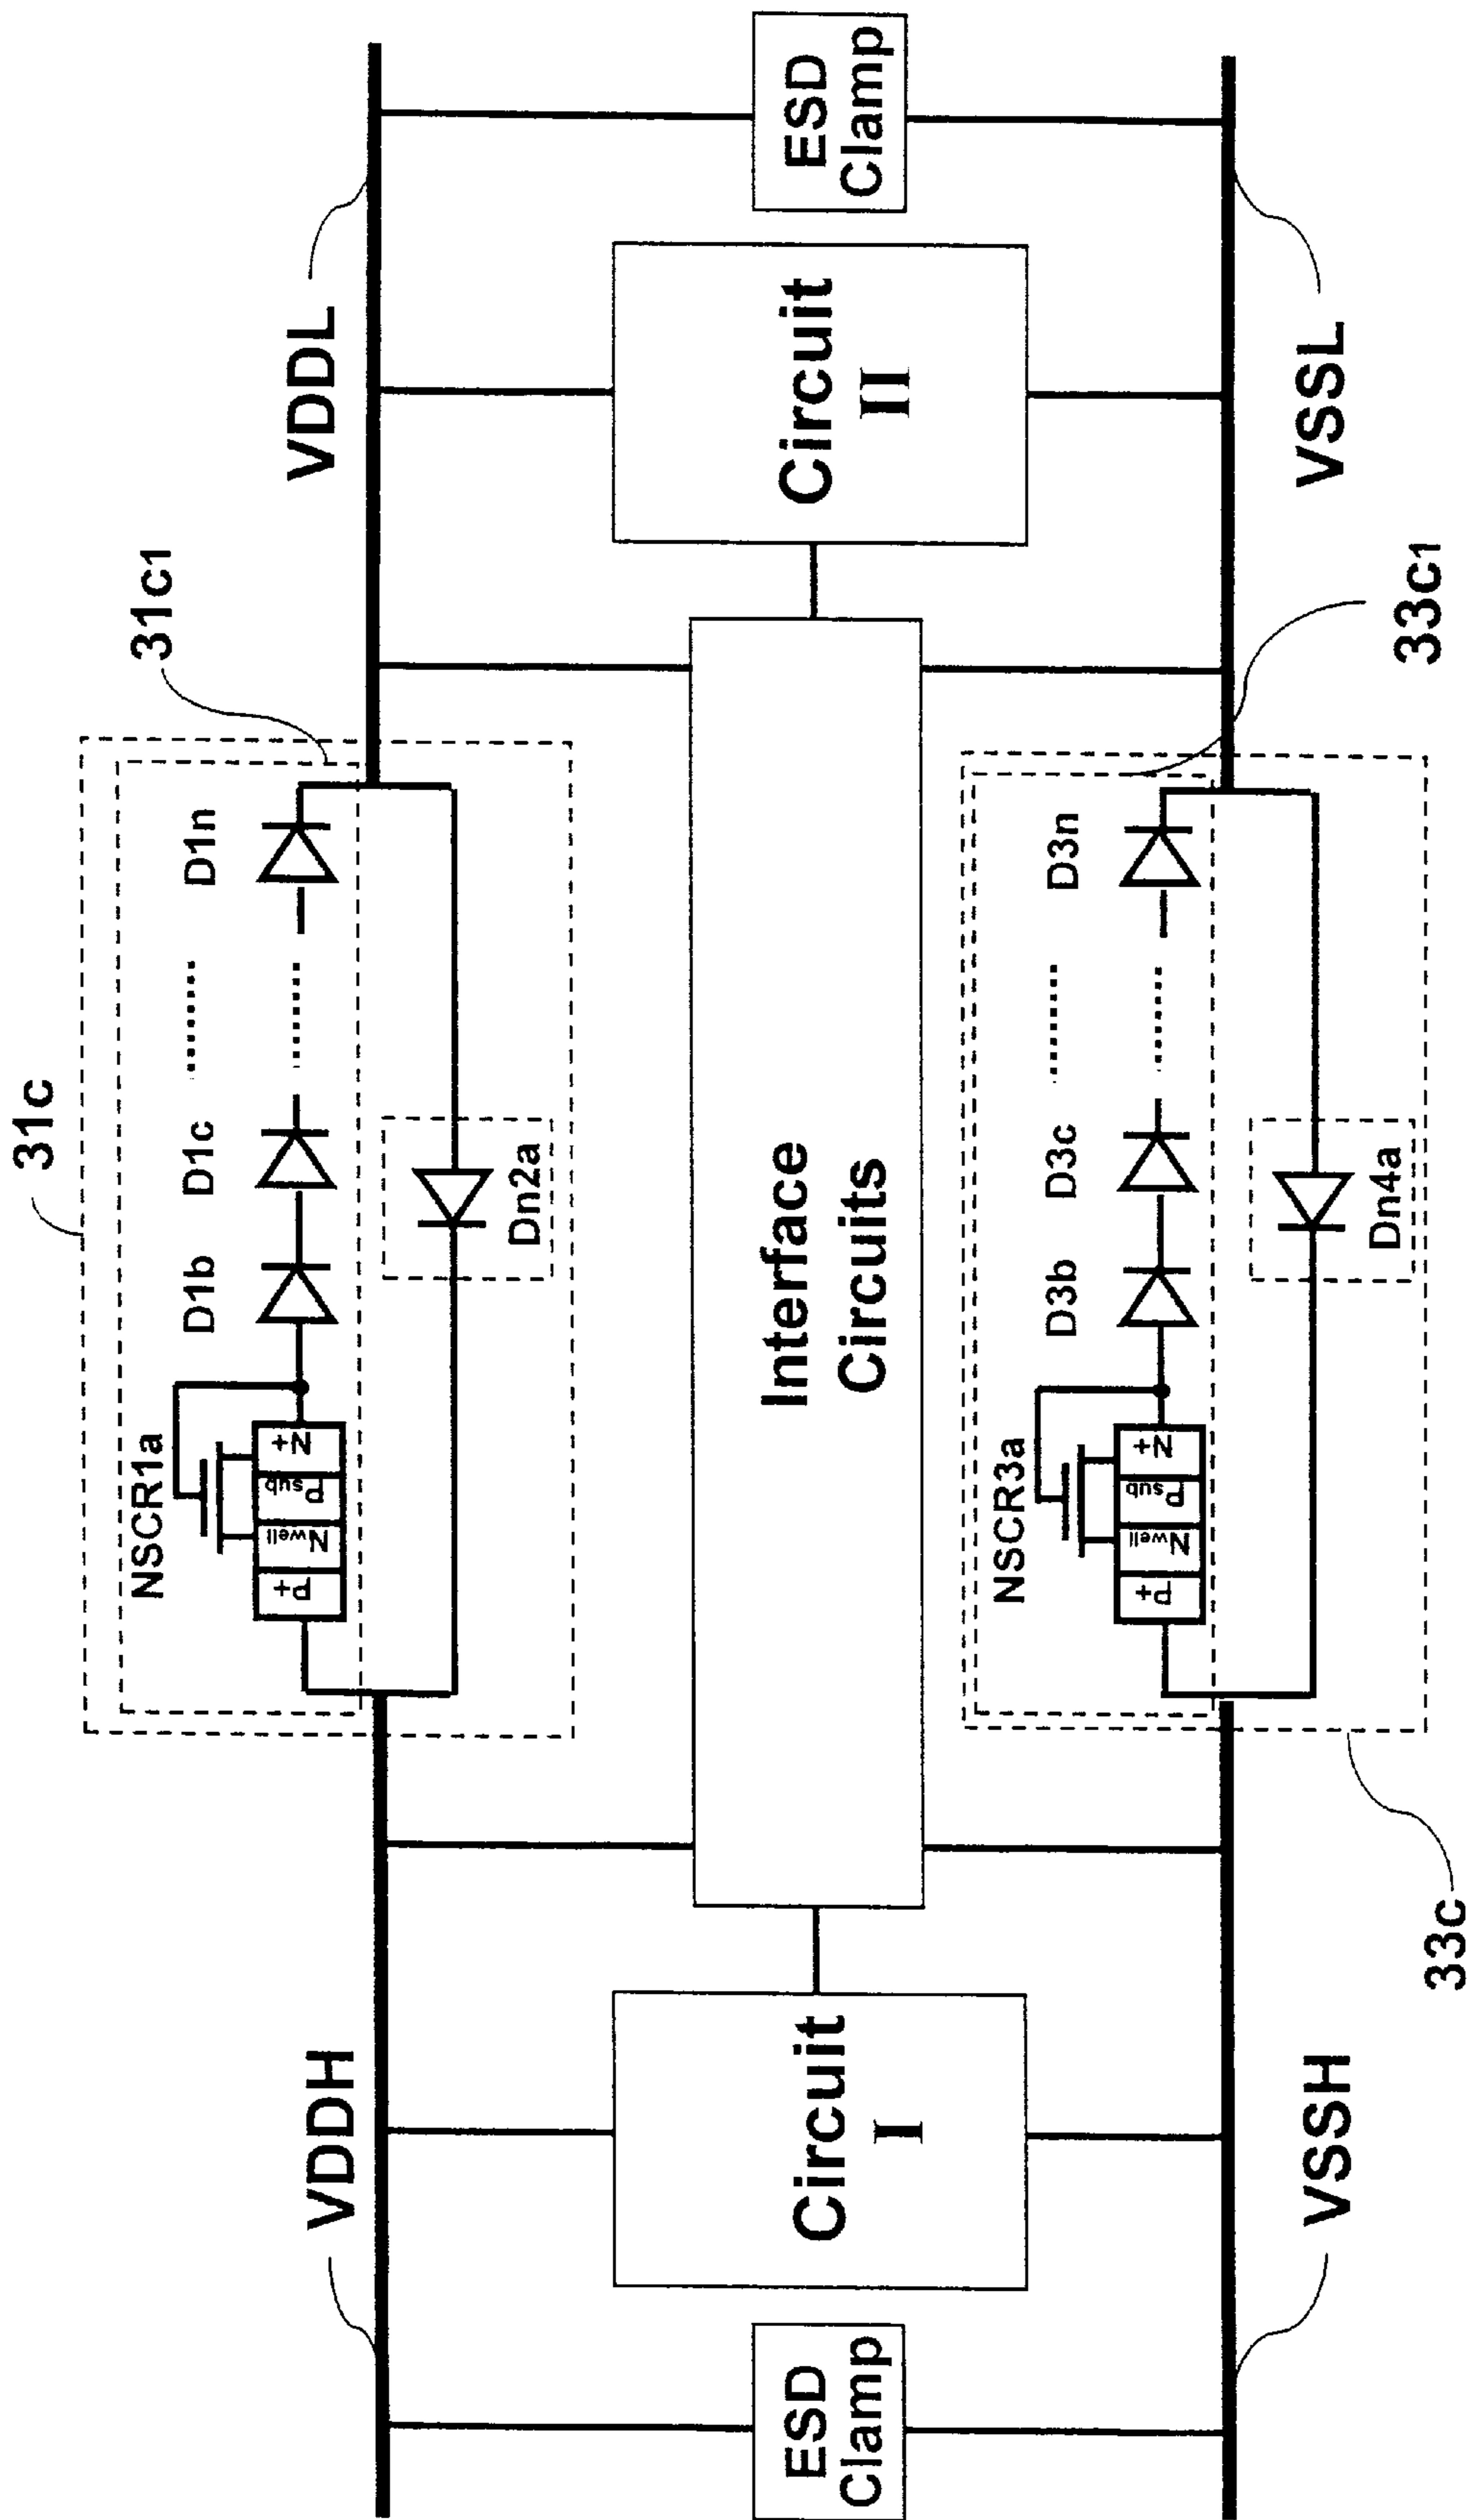 31c
31c1
NSCR1a
D1b
D1c
........
D1n
P+
Nwell
Psub
N+
Dn2a
VDDH
VDDL
ESD
Clamp
Circuit
I
Interface
Circuits
Circuit
II
ESD
Clamp
NSCR3a
D3b
D3c
........
D3n
P+
Nwell
Psub
N+
Dn4a
VSSH
VSSL
33c
33c1